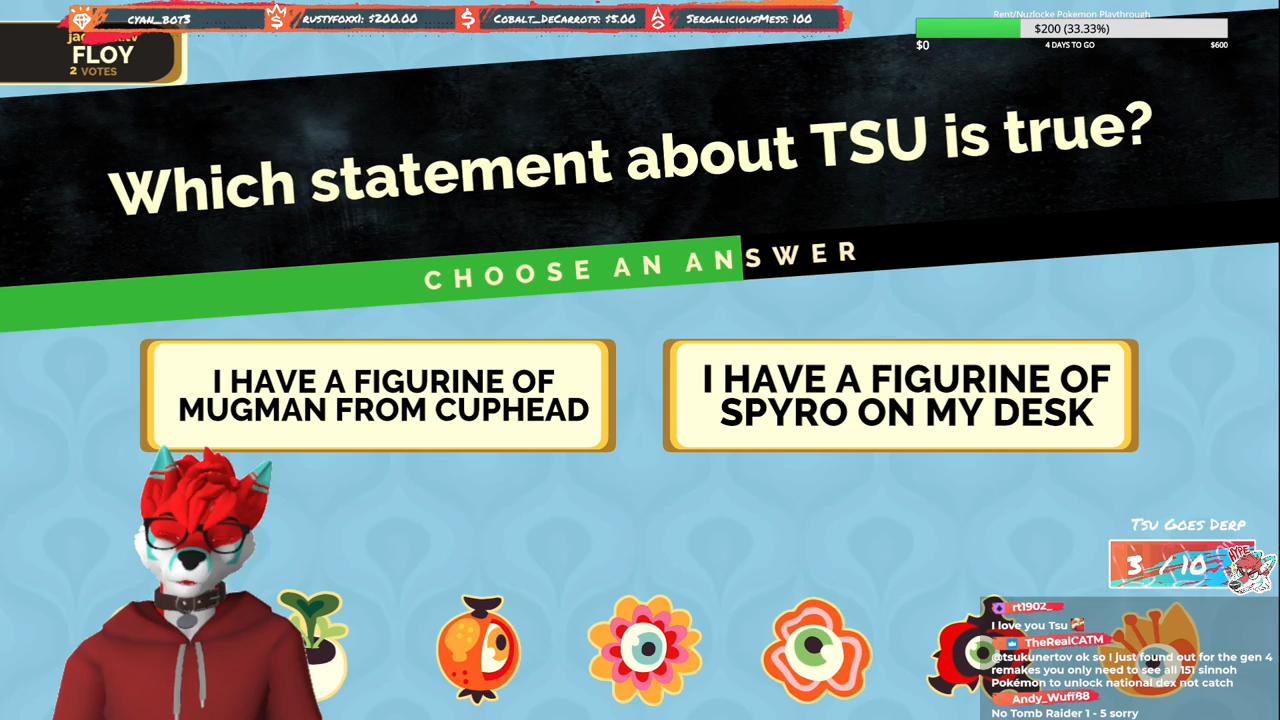 CYAN_BOT3
RUSTYFOXXI: $200.00
COBALT_DECARROTS: $5.00
SERGALICIOUSMESS: 100
FLOY
2 VOTES
Rent/Nuzlocke Pokemon Playthrough
$200 (33.33%)
$0
4 DAYS TO GO
$600
Which statement about TSU is true?
CHOOSE AN ANSWER
I HAVE A FIGURINE OF
MUGMAN FROM CUPHEAD
I HAVE A FIGURINE OF
SPYRO ON MY DESK
TSU GOES DERP
3 / 10
HYPE
rt1902_
I love you Tsu
TheRealCATM
@tsukunertov ok so I just found out for the gen 4
remakes you only need to see all 151 sinnoh
Pokémon to unlock national dex not catch
Andy_Wuff88
No Tomb Raider 1 - 5 sorry